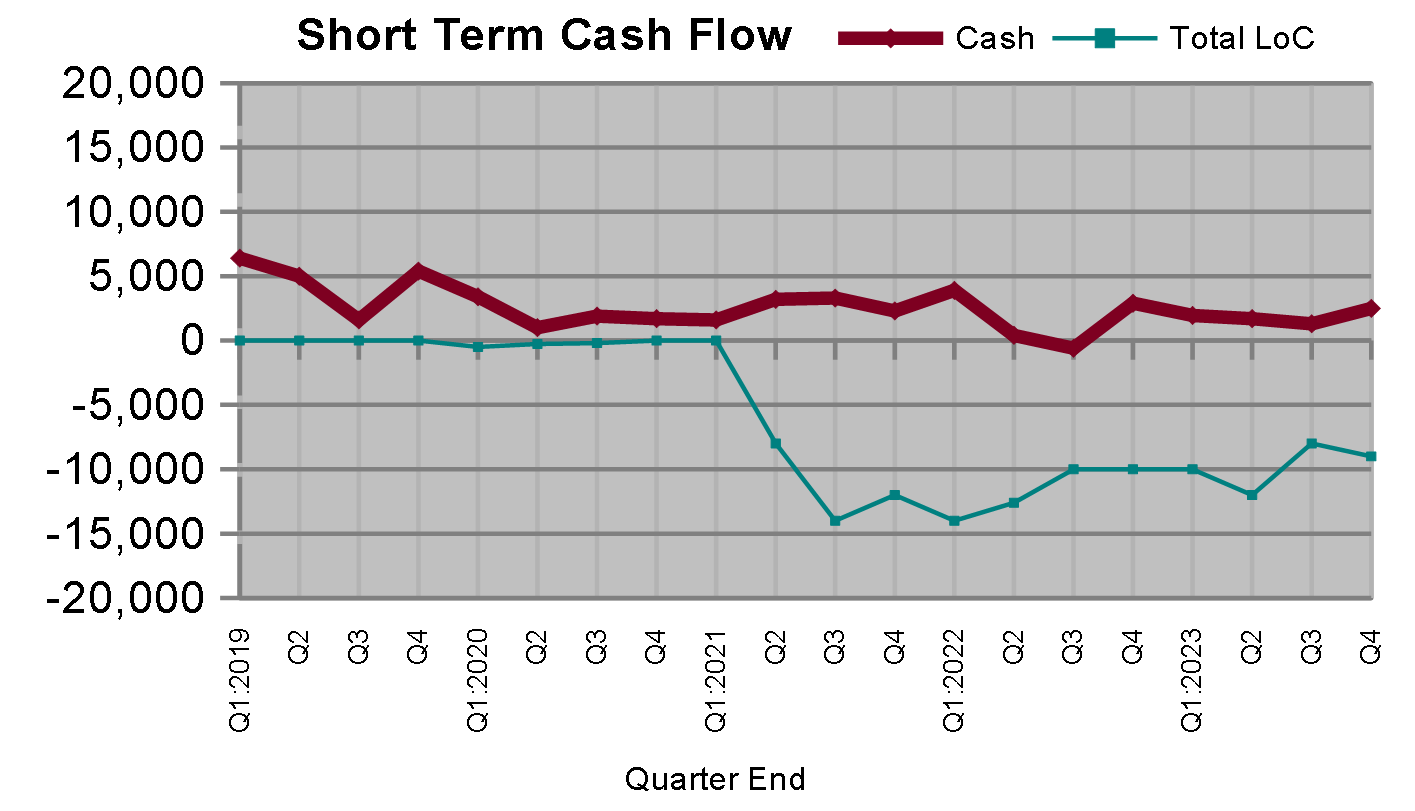 Short Term Cash Flow
Cash
Total LoC
20,000
15,000
10,000
5,000
0
-5,000
-10,000
-15,000
-20,000
Q1:2019
Q2
Q3
Q4
Q1:2020
Q2
Q3
Q4
Q1:2021
Q2
Q3
Q4
Q1:2022
Q2
Q3
Q4
Q1:2023
Q2
Q3
Q4
Quarter End